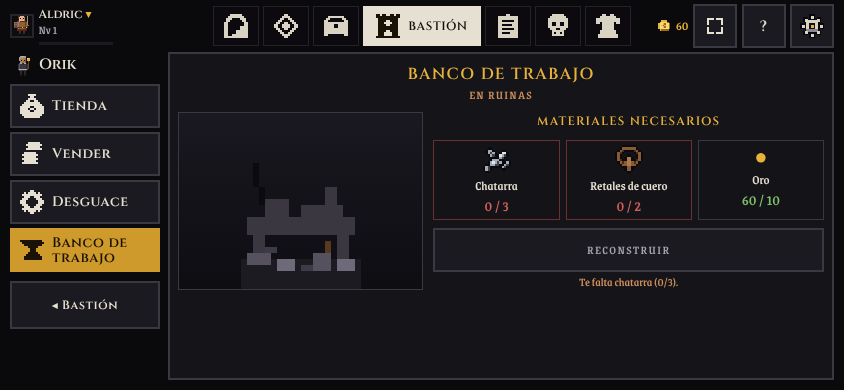 ALDRIC ▼
Nv 1
BASTIÓN
60
?
ORIK
TIENDA
VENDER
DESGUACE
BANCO DE
TRABAJO
◂ BASTIÓN
BANCO DE TRABAJO
EN RUINAS
MATERIALES NECESARIOS
Chatarra
0 / 3
Retales de cuero
0 / 2
Oro
60 / 10
RECONSTRUIR
Te falta chatarra (0/3).